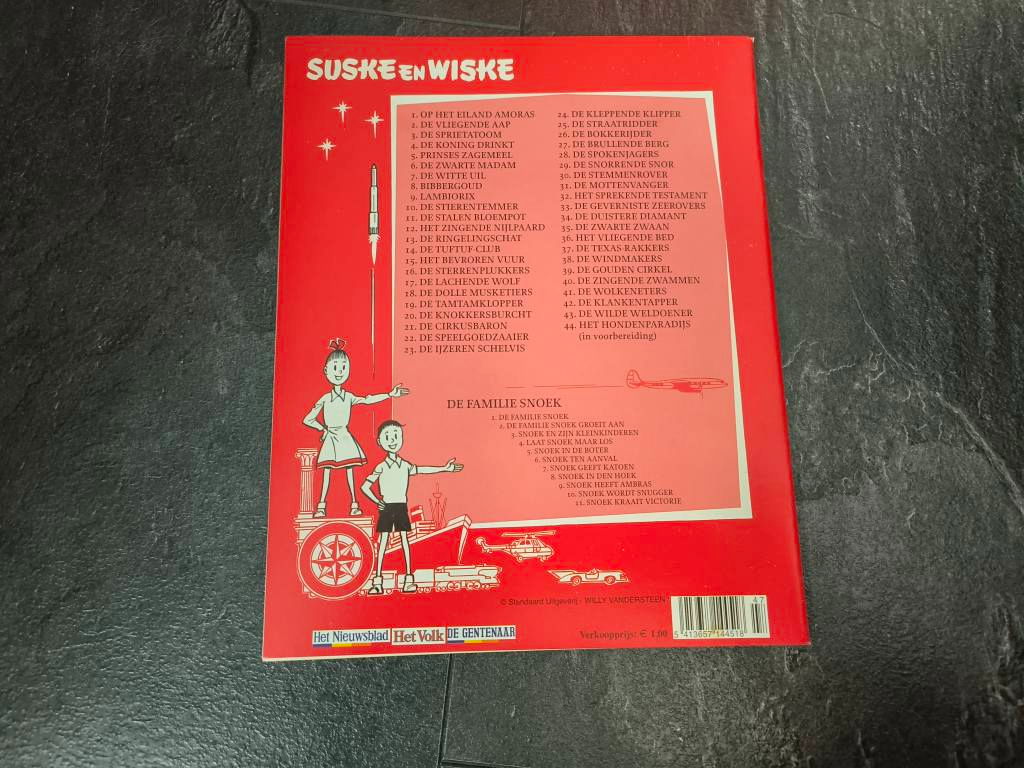 SUSKE EN WISKE
1. OP HET EILAND AMORAS
2. DE VLIEGENDE AAP
3. DE SPRIETATOOM
4. DE KONING DRINKT
5. PRINSES ZAGEMEEL
6. DE ZWARTE MADAM
7. DE WITTE UIL
8. BIBBERGOUD
9. LAMBIORIX
10. DE STIERENTEMMER
11. DE STALEN BLOEMPOT
12. HET ZINGENDE NIJLPAARD
13. DE RINGELINGSCHAT
14. DE TUFTUF-CLUB
15. HET BEVROREN VUUR
16. DE STERRENPLUKKERS
17. DE LACHENDE WOLF
18. DE DOLLE MUSKETIERS
19. DE TAMTAMKLOPPER
20. DE KNOKKERSBURCHT
21. DE CIRKUSBARON
22. DE SPEELGOEDZAAIER
23. DE IJZEREN SCHELVIS
24. DE KLEPPENDE KLIPPER
25. DE STRAATRIDDER
26. DE BOKKERIJDER
27. DE BRULLENDE BERG
28. DE SPOKENJAGERS
29. DE SNORRENDE SNOR
30. DE STEMMENROVER
31. DE MOTTENVANGER
32. HET SPREKENDE TESTAMENT
33. DE GEVERNISTE ZEEROVERS
34. DE DUISTERE DIAMANT
35. DE ZWARTE ZWAAN
36. HET VLIEGENDE BED
37. DE TEXAS-RAKKERS
38. DE WINDMAKERS
39. DE GOUDEN CIRKEL
40. DE ZINGENDE ZWAMMEN
41. DE WOLKENETERS
42. DE KLANKENTAPPER
43. DE WILDE WELDOENER
44. HET HONDENPARADIJS
(in voorbereiding)
DE FAMILIE SNOEK
1. DE FAMILIE SNOEK
2. DE FAMILIE SNOEK GROEIT AAN
3. SNOEK EN ZIJN KLEINKINDEREN
4. LAAT SNOEK MAAR LOS
5. SNOEK IN DE BOTER
6. SNOEK TEN AANVAL
7. SNOEK GEEFT KATOEN
8. SNOEK IN DEN HOEK
9. SNOEK HEEFT AMBRAS
10. SNOEK WORDT SNUGGER
11. SNOEK KRAAIT VICTORIE
© Standaard Uitgeverij - WILLY VANDERSTEEN
Het Nieuwsblad Het Volk DE GENTENAAR
Verkoopprijs: € 1,00
47
5 413657 144518